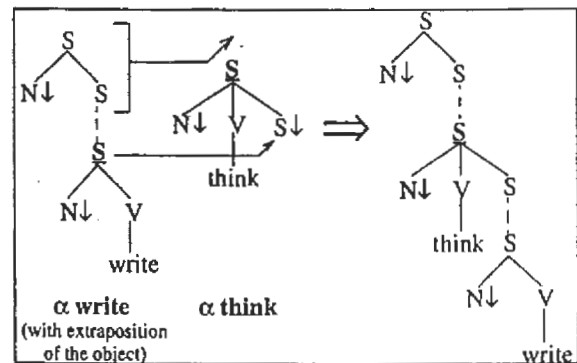 S
N↓ S
S
N↓ V
write
α write
(with extraposition
of the object)
S
N↓ V S↓
think
α think
⇒
S
N↓ S
S
N↓ V S
think
S
N↓ V
write